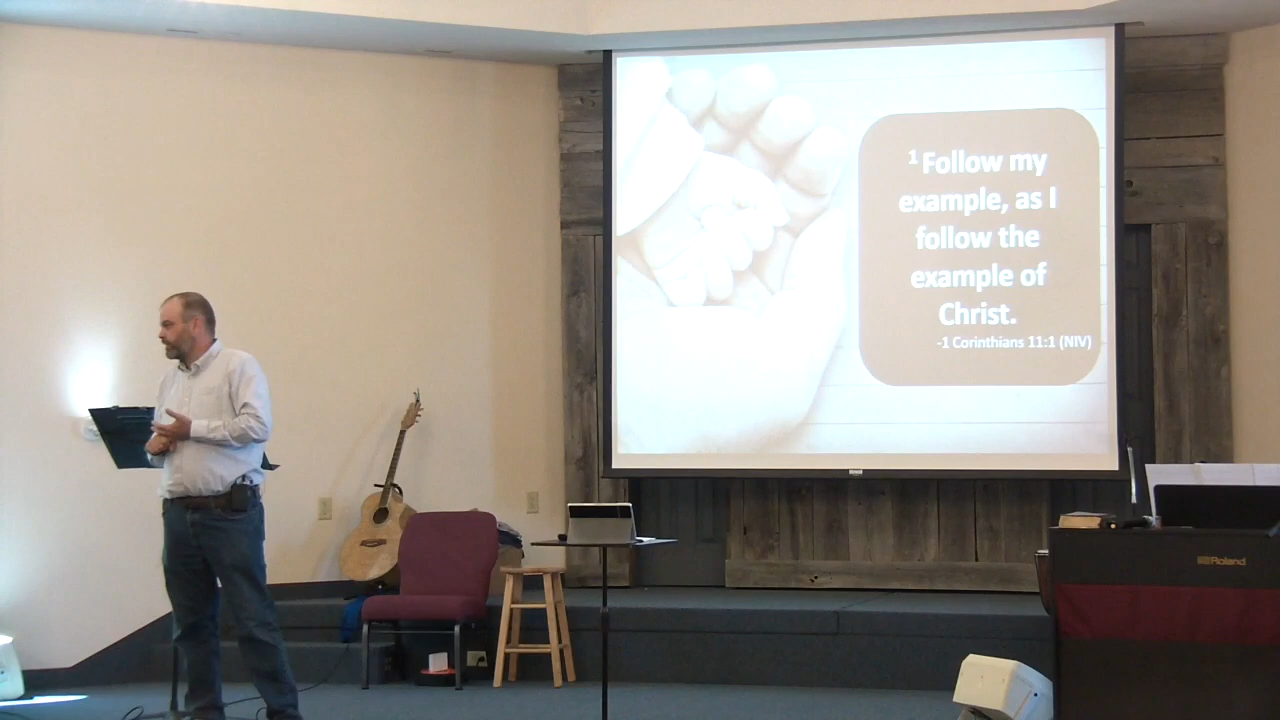 1 Follow my
example, as I
follow the
example of
Christ.
-1 Corinthians 11:1 (NIV)
Roland